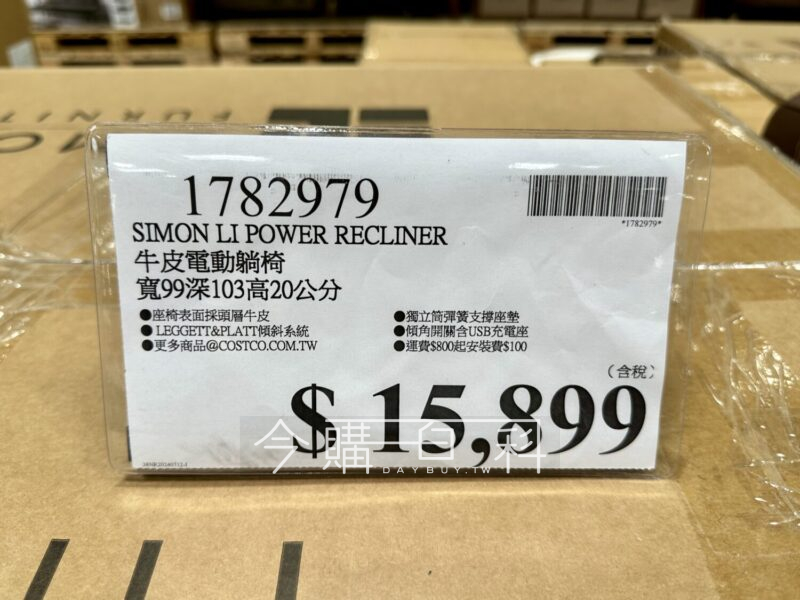 1782979
*1782979*
SIMON LI POWER RECLINER
牛皮電動躺椅
寬99深103高20公分
●座椅表面採頭層牛皮
●LEGGETT&PLATT傾斜系統
●更多商品@COSTCO.COM.TW
●獨立筒彈簧支撐座墊
●傾角開關含USB充電座
●運費$800起安裝費$100
(含稅)
$ 15,899
今購百科
DAYBUY.TW